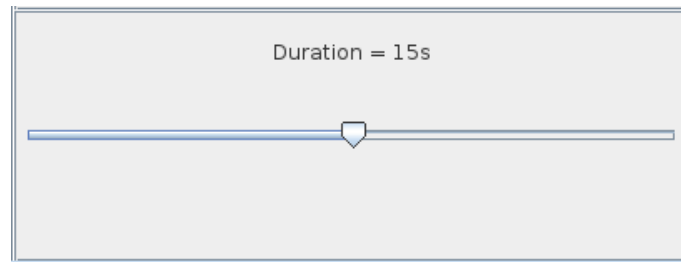 Duration = 15s